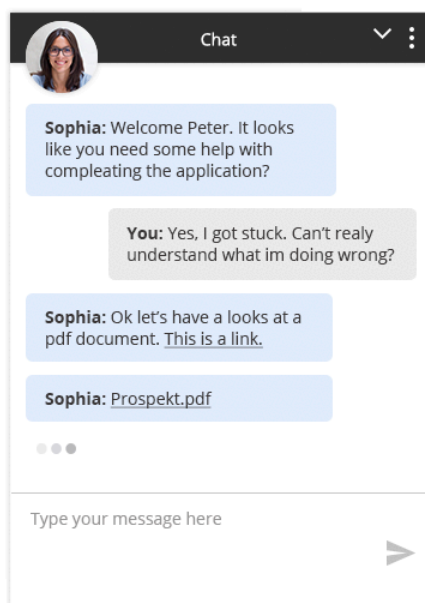 Chat
Sophia: Welcome Peter. It looks
like you need some help with
compleating the application?
You: Yes, I got stuck. Can't realy
understand what im doing wrong?
Sophia: Ok let's have a looks at a
pdf document. This is a link.
Sophia: Prospekt.pdf
Type your message here